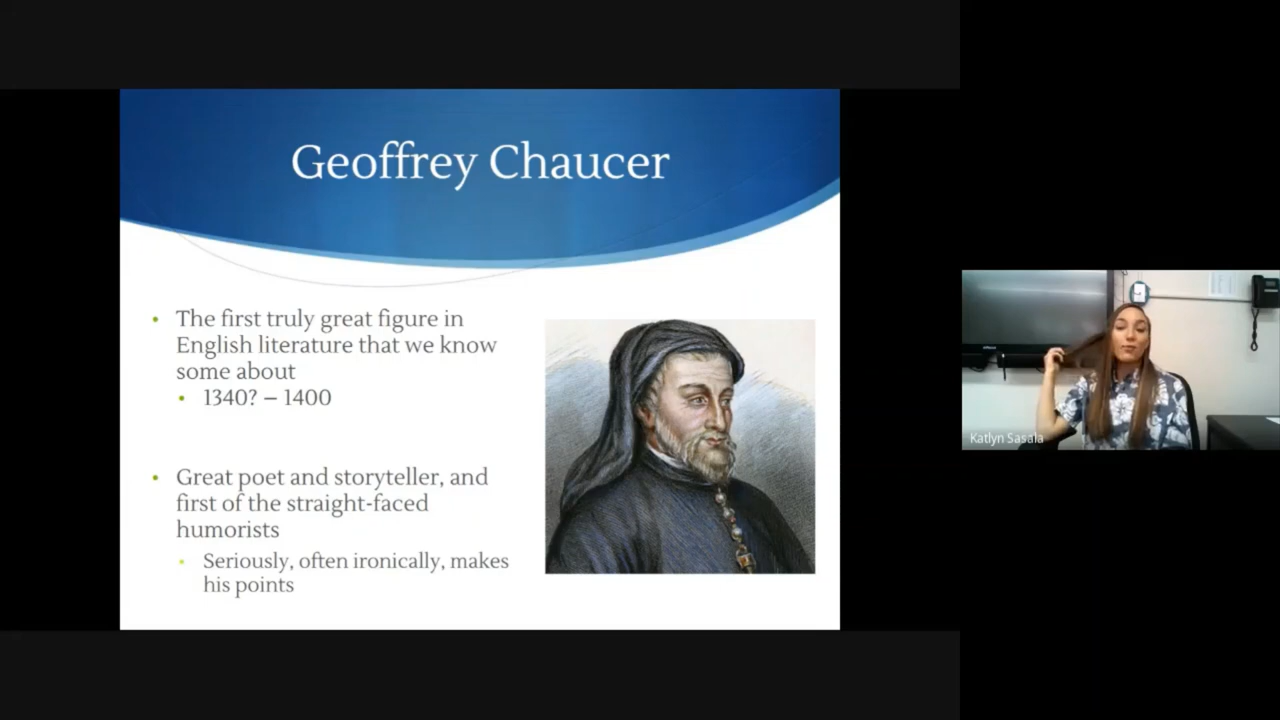 Geoffrey Chaucer
• The first truly great figure in
English literature that we know
some about
• 1340? – 1400
• Great poet and storyteller, and
first of the straight-faced
humorists
• Seriously, often ironically, makes
his points
Katlyn Sasala